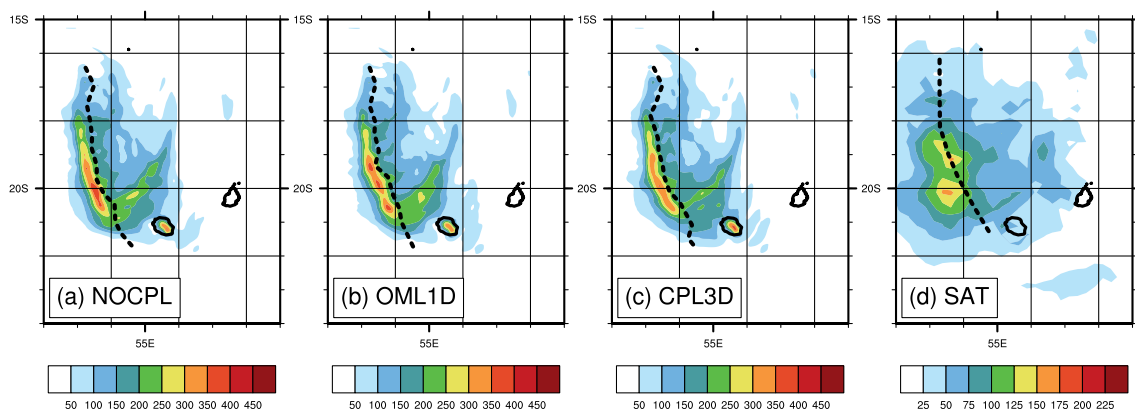 15S 15S 15S 15S
20S 20S 20S 20S
(a) NOCPL (b) OML1D (c) CPL3D (d) SAT
55E 55E 55E 55E
50 100 150 200 250 300 350 400 450 50 100 150 200 250 300 350 400 450 50 100 150 200 250 300 350 400 450 25 50 75 100 125 150 175 200 225